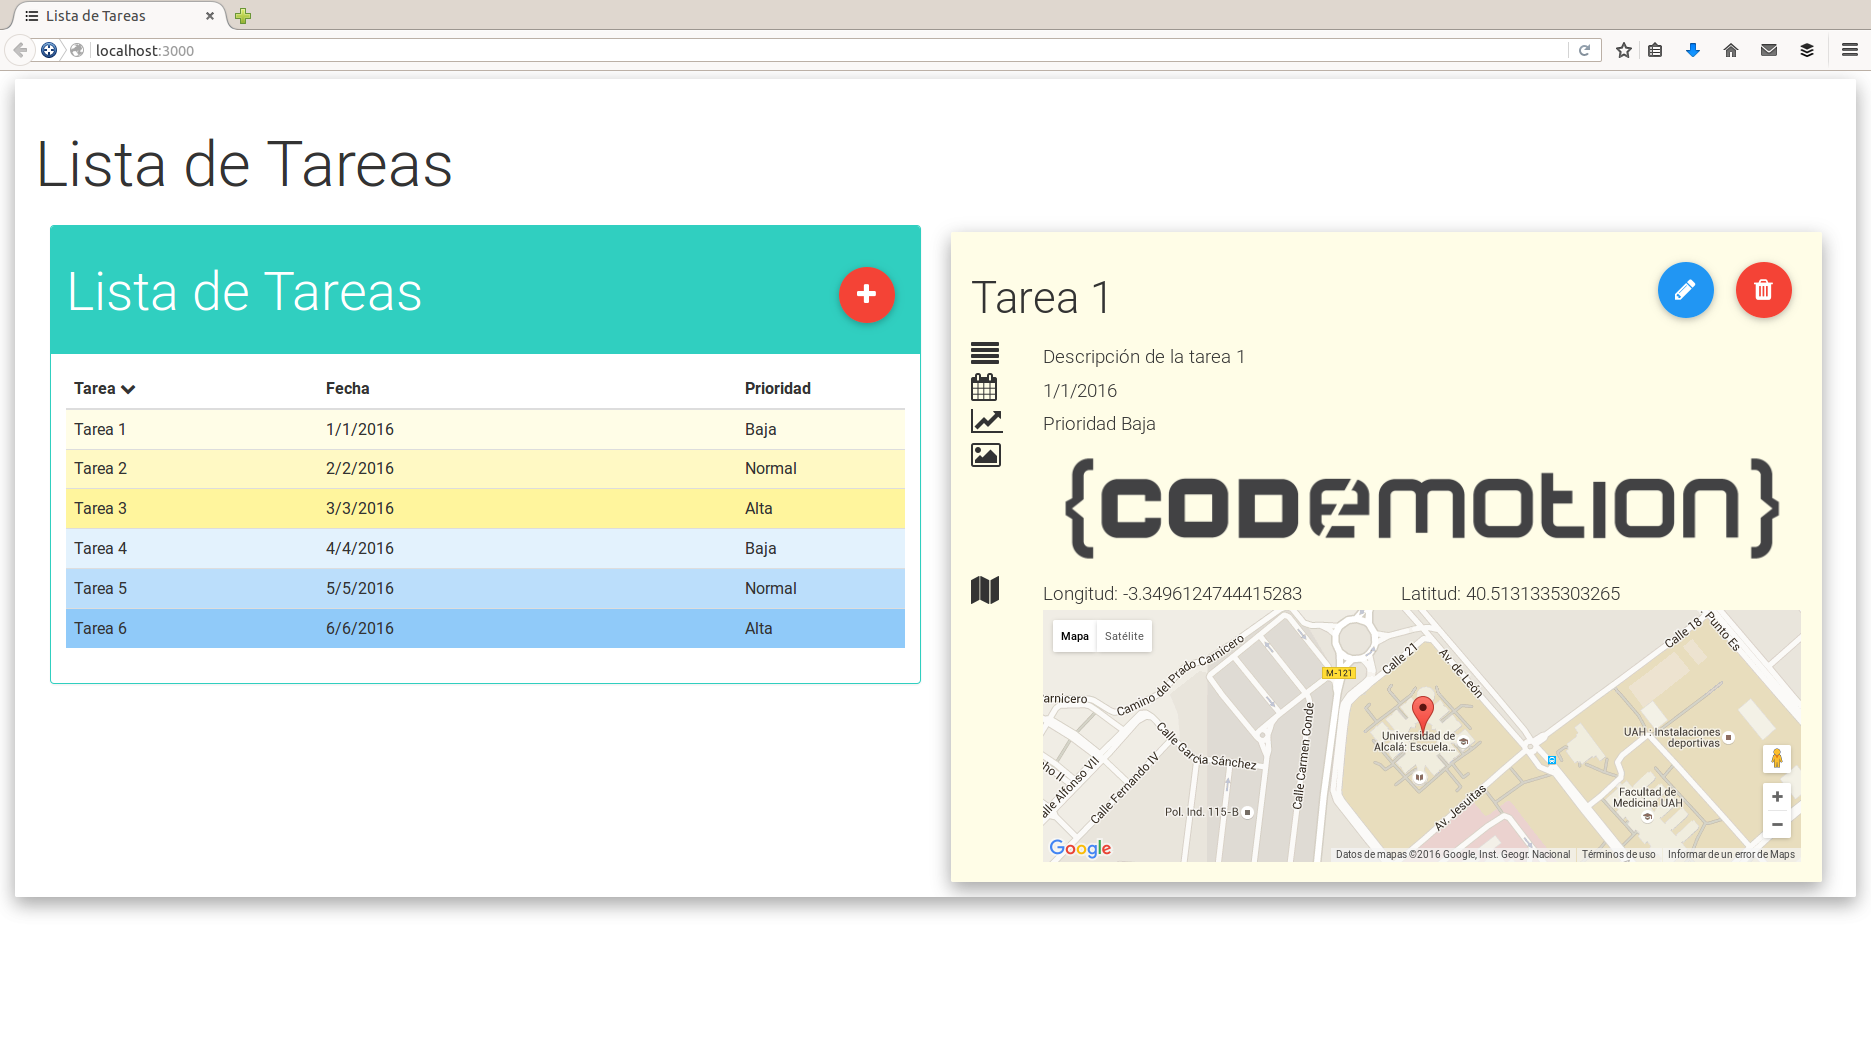 Lista de Tareas
localhost:3000
Lista de Tareas
Lista de Tareas
Tarea Fecha Prioridad
Tarea 1 1/1/2016 Baja
Tarea 2 2/2/2016 Normal
Tarea 3 3/3/2016 Alta
Tarea 4 4/4/2016 Baja
Tarea 5 5/5/2016 Normal
Tarea 6 6/6/2016 Alta
Tarea 1
Descripción de la tarea 1
1/1/2016
Prioridad Baja
{codemotion}
Longitud: -3.3496124744415283 Latitud: 40.5131335303265
Mapa Satélite
Camino del Prado Carnicero
arnicero
M-121
Calle 21
Av. de León
Calle 18
Punto Es
Calle García Sánchez
Calle Carmen Conde
Universidad de
Alcalá: Escuela...
UAH : Instalaciones
deportivas
ho II
alle Alfonso VII
Calle Fernando IV
Pol. Ind. 115-B
Av. Jesuitas
Facultad de
Medicina UAH
Google
Datos de mapas ©2016 Google, Inst. Geogr. Nacional Términos de uso Informar de un error de Maps